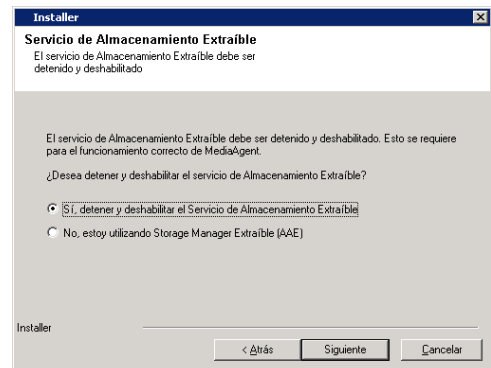 Installer
Servicio de Almacenamiento Extraíble
El servicio de Almacenamiento Extraíble debe ser
detenido y deshabilitado
El servicio de Almacenamiento Extraíble debe ser detenido y deshabilitado. Esto se requiere
para el funcionamiento correcto de MediaAgent.
¿Desea detener y deshabilitar el servicio de Almacenamiento Extraíble?
Sí, detener y deshabilitar el Servicio de Almacenamiento Extraíble
No, estoy utilizando Storage Manager Extraíble (AAE)
Installer
< Atrás Siguiente Cancelar